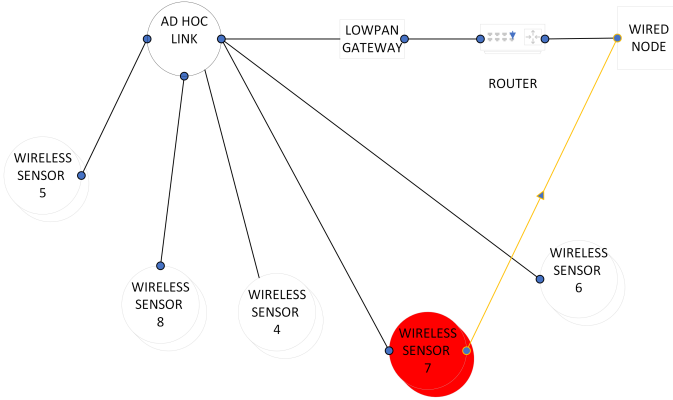 AD HOC
LINK
LOWPAN
GATEWAY
ROUTER
WIRED
NODE
WIRELESS
SENSOR
5
WIRELESS
SENSOR
8
WIRELESS
SENSOR
4
WIRELESS
SENSOR
7
WIRELESS
SENSOR
6